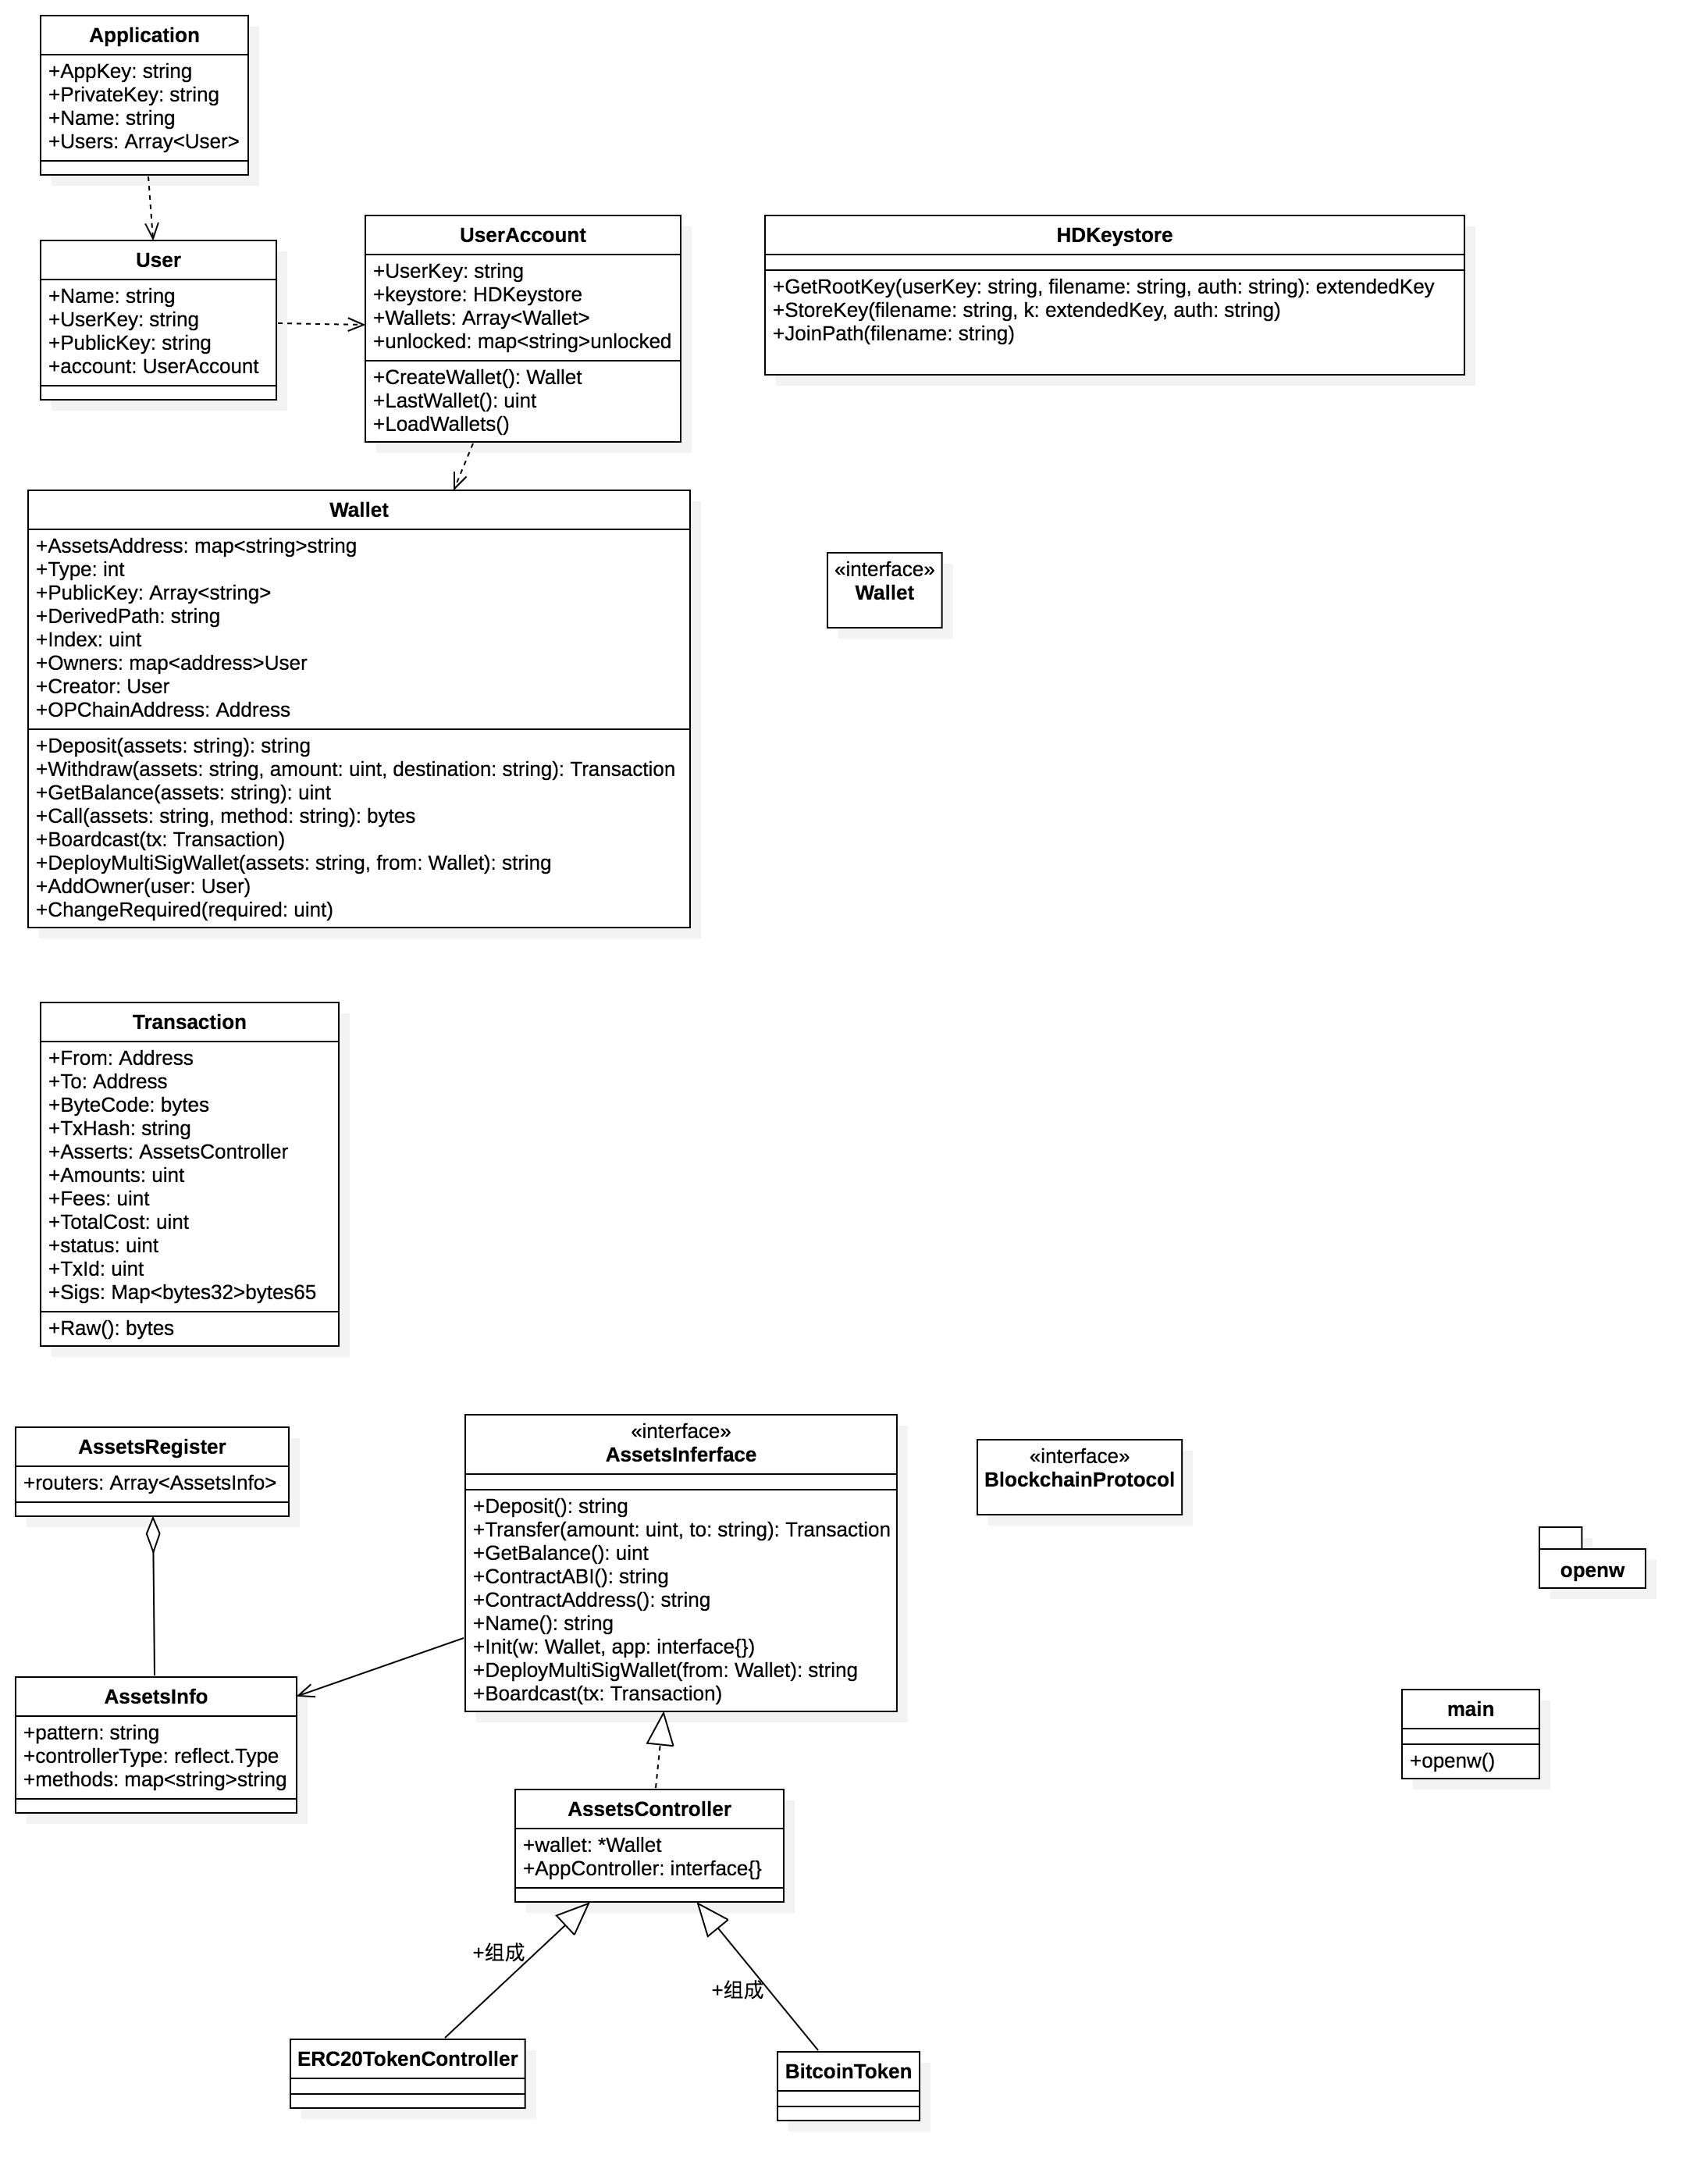 Application
+AppKey: string
+PrivateKey: string
+Name: string
+Users: Array<User>
User
+Name: string
+UserKey: string
+PublicKey: string
+account: UserAccount
UserAccount
+UserKey: string
+keystore: HDKeystore
+Wallets: Array<Wallet>
+unlocked: map<string>unlocked
+CreateWallet(): Wallet
+LastWallet(): uint
+LoadWallets()
HDKeystore
+GetRootKey(userKey: string, filename: string, auth: string): extendedKey
+StoreKey(filename: string, k: extendedKey, auth: string)
+JoinPath(filename: string)
Wallet
+AssetsAddress: map<string>string
+Type: int
+PublicKey: Array<string>
+DerivedPath: string
+Index: uint
+Owners: map<address>User
+Creator: User
+OPChainAddress: Address
+Deposit(assets: string): string
+Withdraw(assets: string, amount: uint, destination: string): Transaction
+GetBalance(assets: string): uint
+Call(assets: string, method: string): bytes
+Boardcast(tx: Transaction)
+DeployMultiSigWallet(assets: string, from: Wallet): string
+AddOwner(user: User)
+ChangeRequired(required: uint)
«interface»
Wallet
Transaction
+From: Address
+To: Address
+ByteCode: bytes
+TxHash: string
+Asserts: AssetsController
+Amounts: uint
+Fees: uint
+TotalCost: uint
+status: uint
+TxId: uint
+Sigs: Map<bytes32>bytes65
+Raw(): bytes
AssetsRegister
+routers: Array<AssetsInfo>
«interface»
AssetsInferface
+Deposit(): string
+Transfer(amount: uint, to: string): Transaction
+GetBalance(): uint
+ContractABI(): string
+ContractAddress(): string
+Name(): string
+Init(w: Wallet, app: interface{})
+DeployMultiSigWallet(from: Wallet): string
+Boardcast(tx: Transaction)
«interface»
BlockchainProtocol
openw
AssetsInfo
+pattern: string
+controllerType: reflect.Type
+methods: map<string>string
main
+openw()
AssetsController
+wallet: *Wallet
+AppController: interface{}
+组成
+组成
ERC20TokenController
BitcoinToken